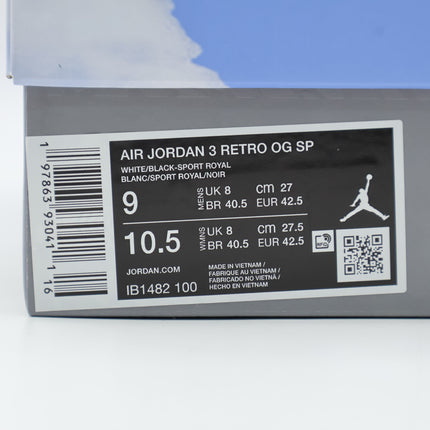 AIR JORDAN 3 RETRO OG SP
WHITE/BLACK-SPORT ROYAL
BLANC/SPORT ROYAL/NOIR
9 MENS UK 8 cm 27
BR 40.5 EUR 42.5
10.5 WMNS UK 8 cm 27.5
BR 40.5 EUR 42.5
JORDAN.COM
IB1482 100
MADE IN VIETNAM /
FABRIQUÉ AU VIETNAM /
FABRICADO NO VIETNÃ /
HECHO EN VIETNAM
1 97863 93041 1 16